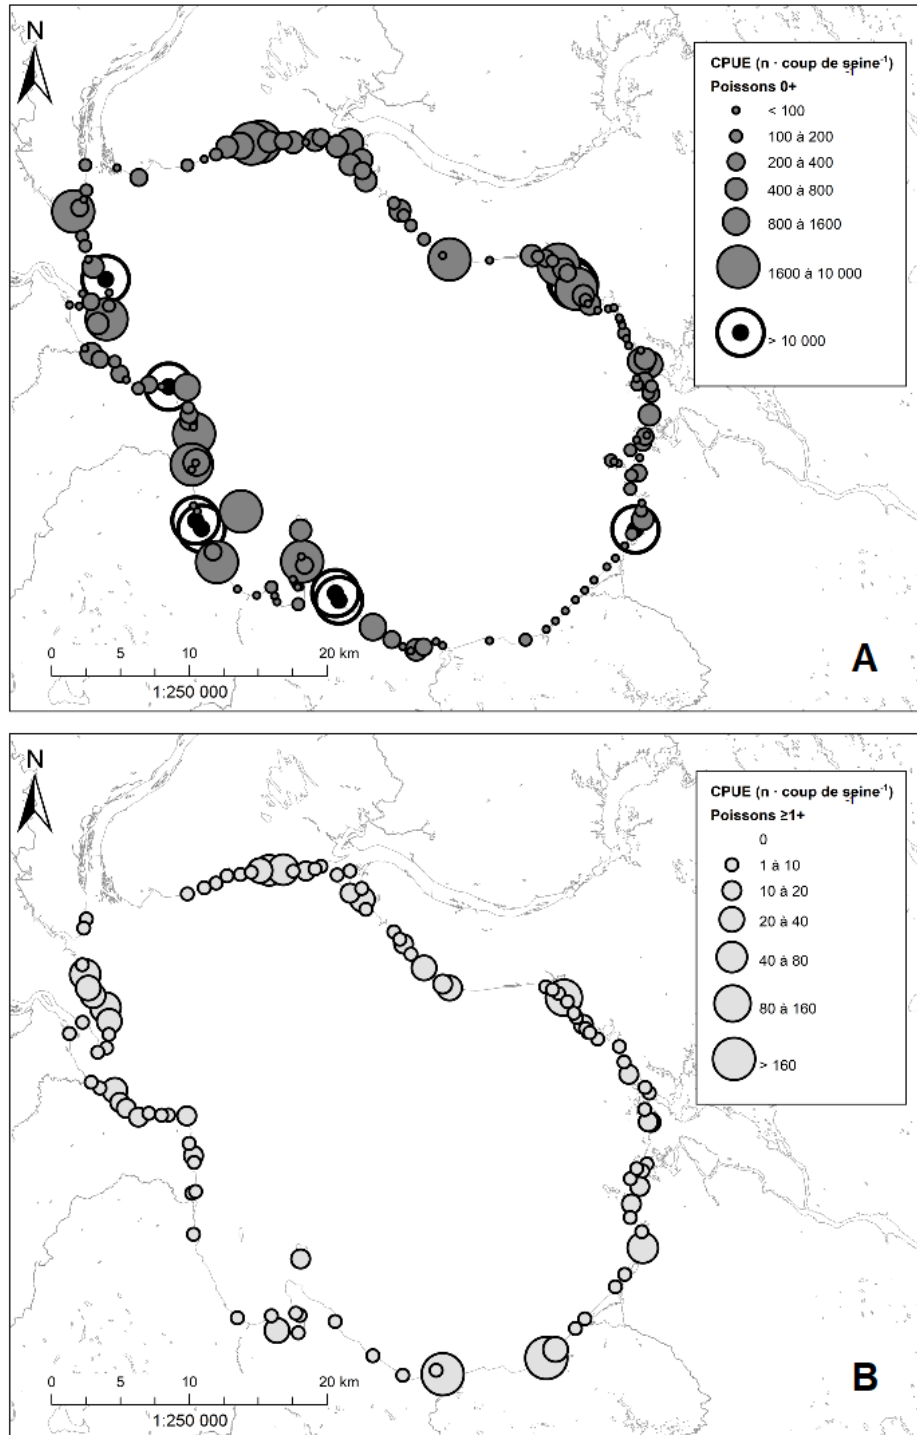 N
CPUE (n · coup de seine⁻¹)
Poissons 0+
< 100
100 à 200
200 à 400
400 à 800
800 à 1600
1600 à 10 000
> 10 000
A
0 5 10 20 km
1:250 000
N
CPUE (n · coup de seine⁻¹)
Poissons ≥1+
0
1 à 10
10 à 20
20 à 40
40 à 80
80 à 160
> 160
B
0 5 10 20 km
1:250 000